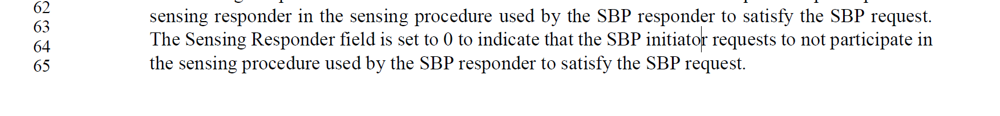 62 sensing responder in the sensing procedure used by the SBP responder to satisfy the SBP request.
63
64 The Sensing Responder field is set to 0 to indicate that the SBP initiator requests to not participate in
65 the sensing procedure used by the SBP responder to satisfy the SBP request.